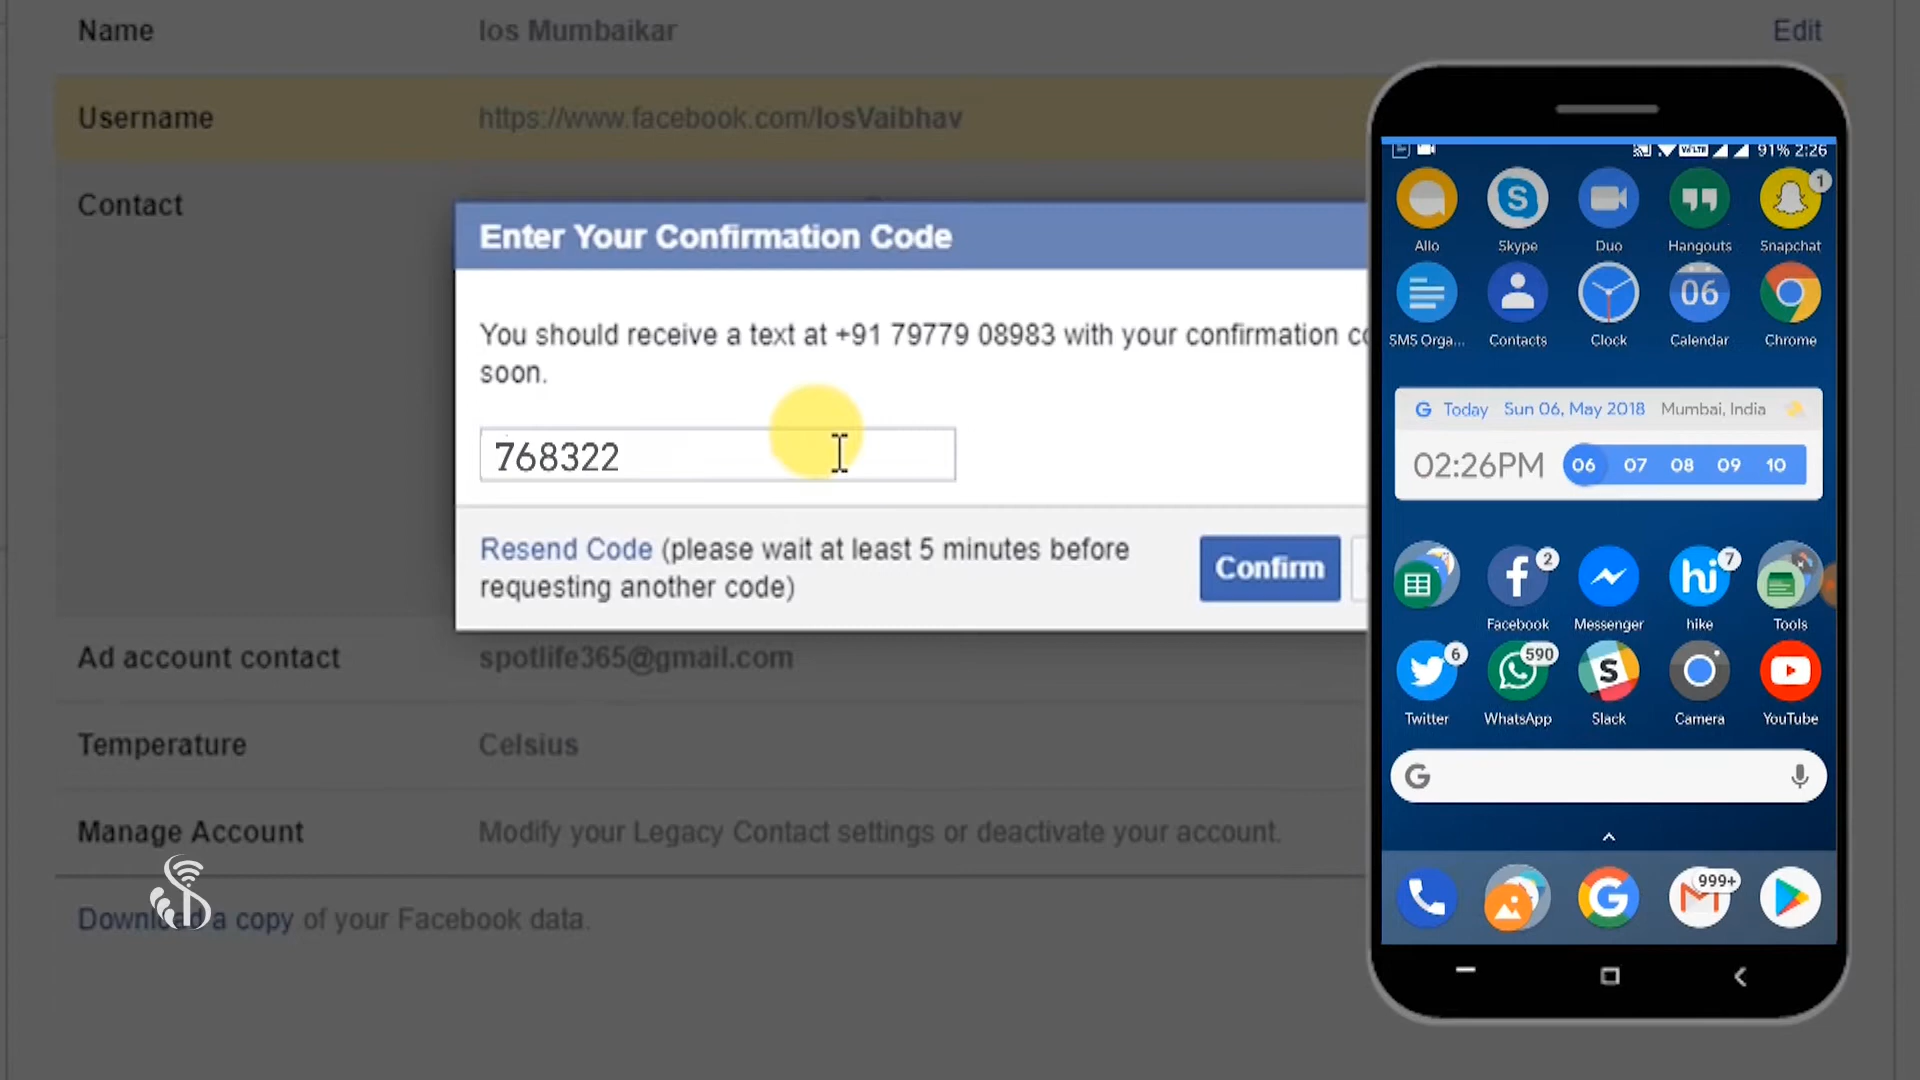 Name
Ios Mumbaikar
Edit
Username
https://www.facebook.com/IosVaibhav
Contact
Enter Your Confirmation Code
You should receive a text at +91 79779 08983 with your confirmation
soon.
768322
Resend Code (please wait at least 5 minutes before
requesting another code)
Confirm
Ad account contact
spotlife365@gmail.com
Temperature
Celsius
Manage Account
Modify your Legacy Contact settings or deactivate your account.
Download a copy of your Facebook data.
VoLTE 91% 2:26
1
Allo Skype Duo Hangouts Snapchat
06
SMS Orga... Contacts Clock Calendar Chrome
G Today Sun 06, May 2018 Mumbai, India
02:26PM 06 07 08 09 10
2 7
hi
Facebook Messenger hike Tools
6 590
S
Twitter WhatsApp Slack Camera YouTube
G
G 999+